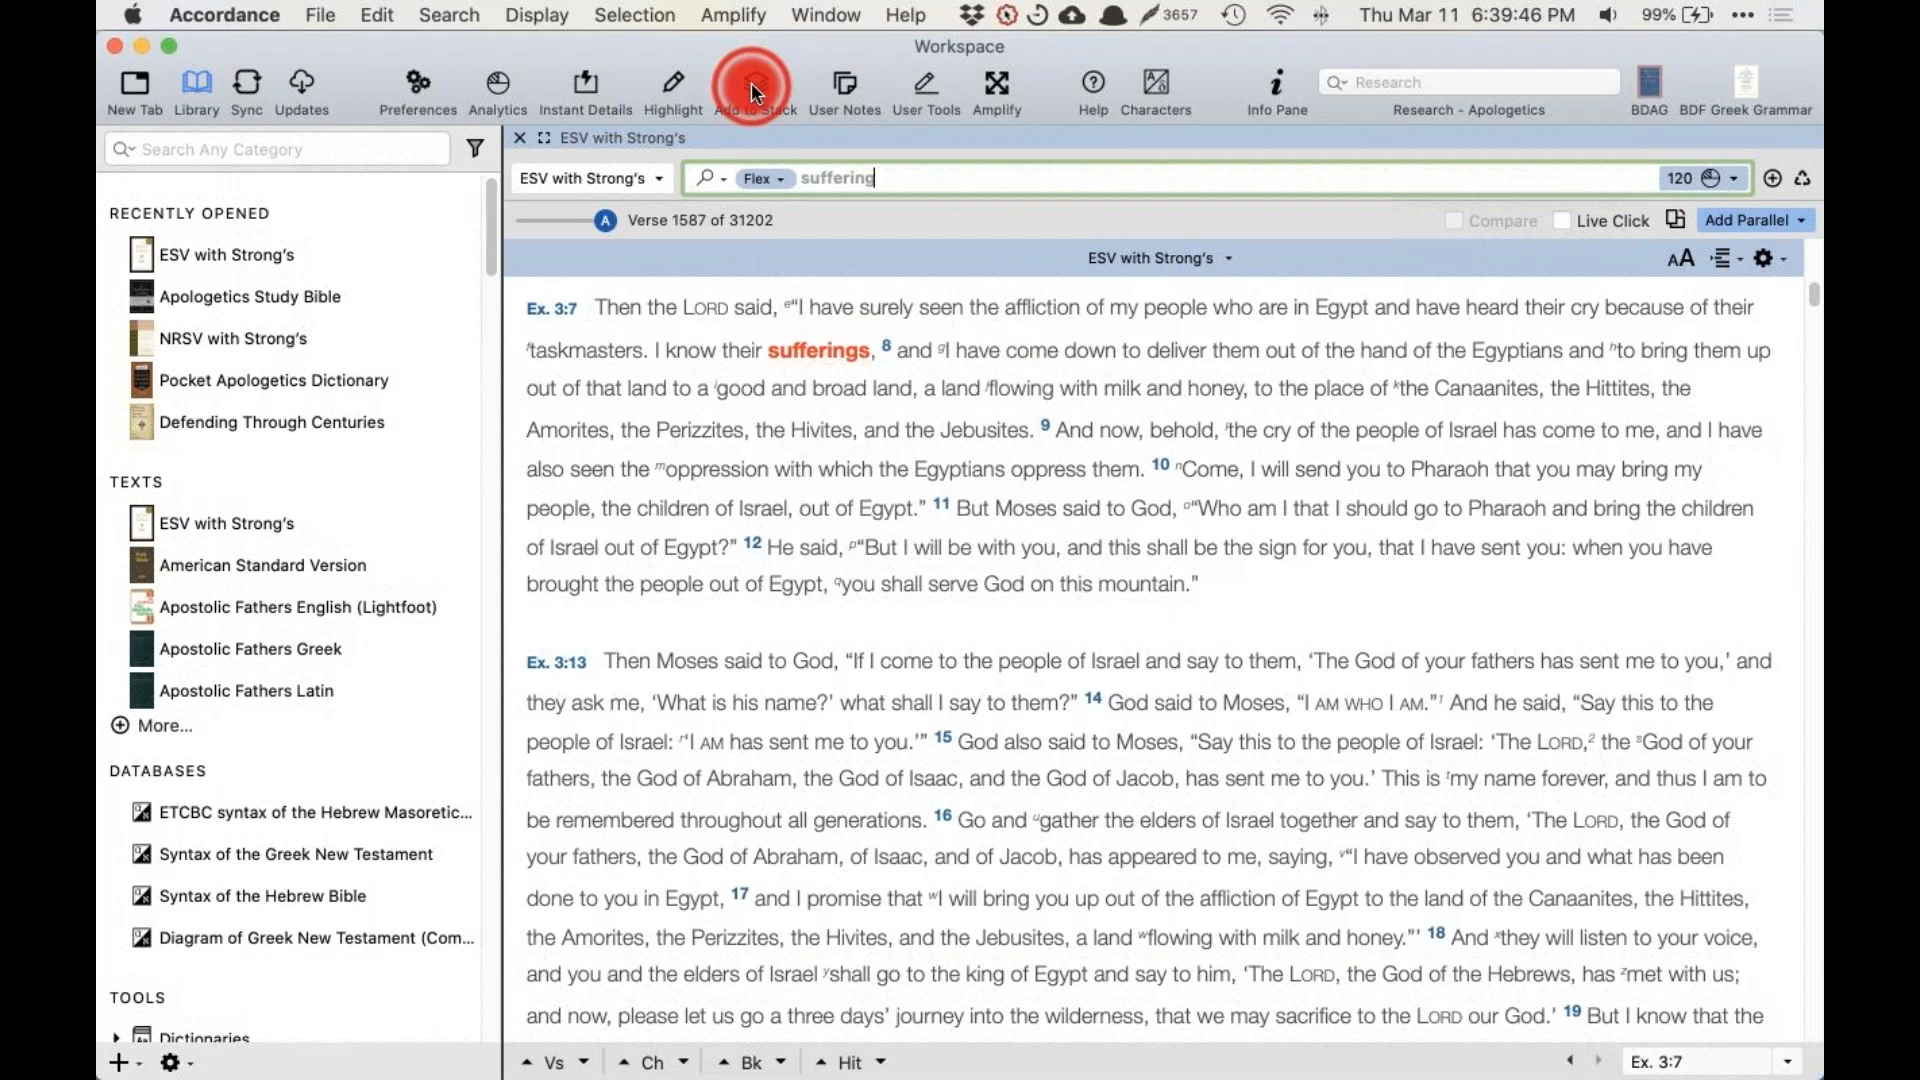 Accordance File Edit Search Display Selection Amplify Window Help 3657 Thu Mar 11 6:39:46 PM 99%
Workspace
New Tab Library Sync Updates Preferences Analytics Instant Details Highlight Add to Stack User Notes User Tools Amplify Help Characters Info Pane Research Research - Apologetics BDAG BDF Greek Grammar
Search Any Category
RECENTLY OPENED
ESV with Strong's
Apologetics Study Bible
NRSV with Strong's
Pocket Apologetics Dictionary
Defending Through Centuries
TEXTS
ESV with Strong's
American Standard Version
Apostolic Fathers English (Lightfoot)
Apostolic Fathers Greek
Apostolic Fathers Latin
More...
DATABASES
ETCBC syntax of the Hebrew Masoretic...
Syntax of the Greek New Testament
Syntax of the Hebrew Bible
Diagram of Greek New Testament (Com...
TOOLS
Dictionaries
ESV with Strong's
ESV with Strong's Flex suffering 120
A Verse 1587 of 31202 Compare Live Click Add Parallel
ESV with Strong's AA
Ex. 3:7 Then the LORD said, e“I have surely seen the affliction of my people who are in Egypt and have heard their cry because of their
ftaskmasters. I know their sufferings, 8 and gI have come down to deliver them out of the hand of the Egyptians and hto bring them up
out of that land to a igood and broad land, a land jflowing with milk and honey, to the place of kthe Canaanites, the Hittites, the
Amorites, the Perizzites, the Hivites, and the Jebusites. 9 And now, behold, lthe cry of the people of Israel has come to me, and I have
also seen the moppression with which the Egyptians oppress them. 10 nCome, I will send you to Pharaoh that you may bring my
people, the children of Israel, out of Egypt.” 11 But Moses said to God, o“Who am I that I should go to Pharaoh and bring the children
of Israel out of Egypt?” 12 He said, p“But I will be with you, and this shall be the sign for you, that I have sent you: when you have
brought the people out of Egypt, qyou shall serve God on this mountain.”
Ex. 3:13 Then Moses said to God, “If I come to the people of Israel and say to them, ‘The God of your fathers has sent me to you,’ and
they ask me, ‘What is his name?’ what shall I say to them?” 14 God said to Moses, “I AM WHO I AM.”1 And he said, “Say this to the
people of Israel: r‘I AM has sent me to you.’” 15 God also said to Moses, “Say this to the people of Israel: ‘The LORD,2 the sGod of your
fathers, the God of Abraham, the God of Isaac, and the God of Jacob, has sent me to you.’ This is tmy name forever, and thus I am to
be remembered throughout all generations. 16 Go and ugather the elders of Israel together and say to them, ‘The LORD, the God of
your fathers, the God of Abraham, of Isaac, and of Jacob, has appeared to me, saying, v“I have observed you and what has been
done to you in Egypt, 17 and I promise that wI will bring you up out of the affliction of Egypt to the land of the Canaanites, the Hittites,
the Amorites, the Perizzites, the Hivites, and the Jebusites, a land wflowing with milk and honey.”’ 18 And xthey will listen to your voice,
and you and the elders of Israel yshall go to the king of Egypt and say to him, ‘The LORD, the God of the Hebrews, has zmet with us;
and now, please let us go a three days’ journey into the wilderness, that we may sacrifice to the LORD our God.’ 19 But I know that the
Vs Ch Bk Hit Ex. 3:7